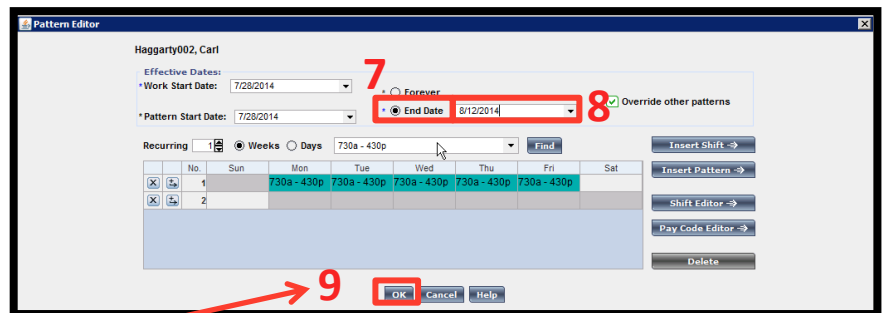 Pattern Editor
Haggarty002, Carl
Effective Dates:
*Work Start Date: 7/28/2014
7
* Forever
* End Date 8/12/2014
8
Override other patterns
*Pattern Start Date: 7/28/2014
Recurring 1 Weeks Days 730a - 430p Find
Insert Shift
No. Sun Mon Tue Wed Thu Fri Sat
Insert Pattern
1 730a - 430p 730a - 430p 730a - 430p 730a - 430p 730a - 430p
2
Shift Editor
Pay Code Editor
Delete
9
OK Cancel Help